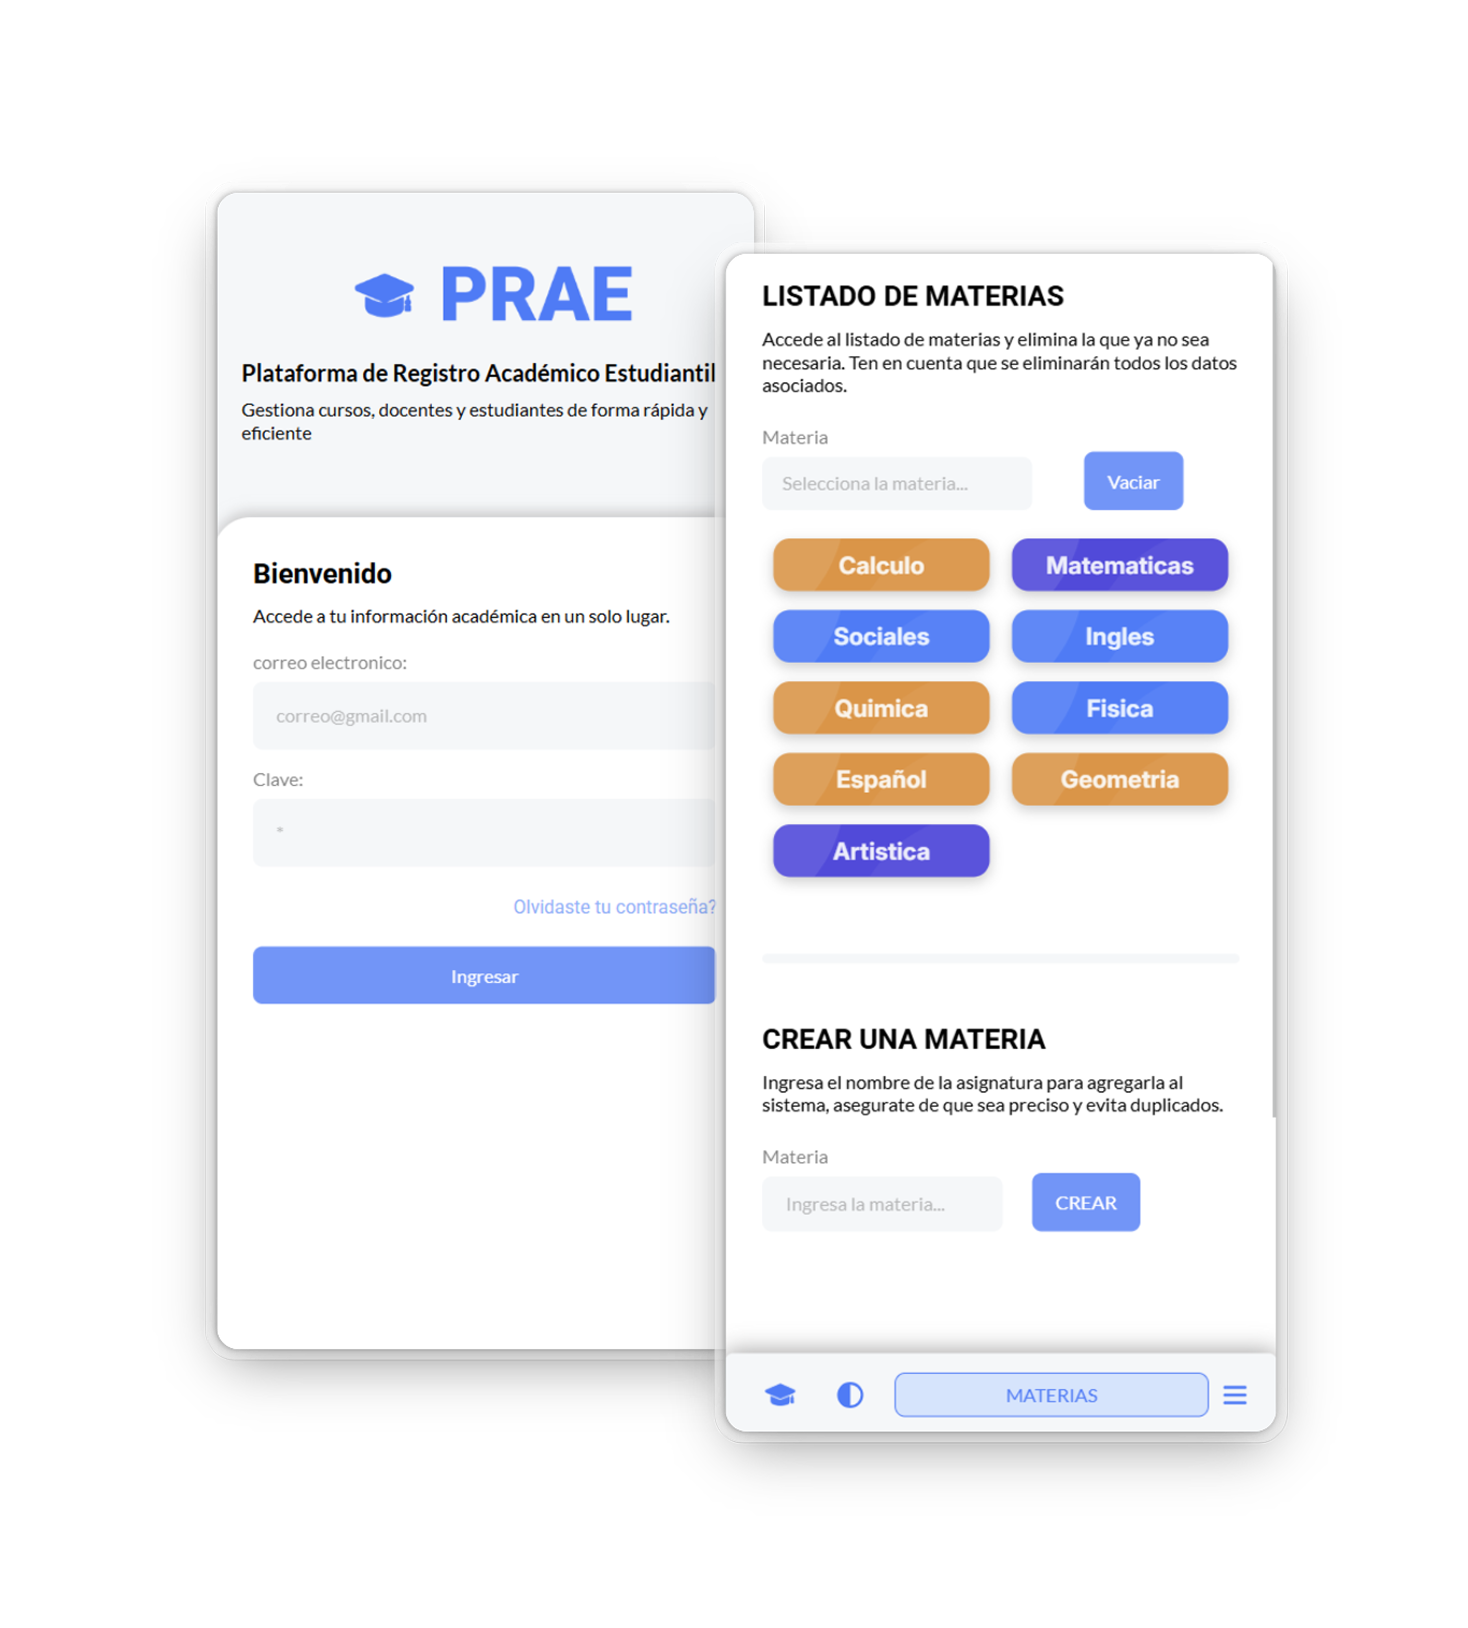 PRAE
Plataforma de Registro Académico Estudiantil
Gestiona cursos, docentes y estudiantes de forma rápida y
eficiente
Bienvenido
Accede a tu información académica en un solo lugar.
correo electronico:
correo@gmail.com
Clave:
*
Olvidaste tu contraseña?
Ingresar
LISTADO DE MATERIAS
Accede al listado de materias y elimina la que ya no sea
necesaria. Ten en cuenta que se eliminarán todos los datos
asociados.
Materia
Selecciona la materia...
Vaciar
Calculo
Matematicas
Sociales
Ingles
Quimica
Fisica
Español
Geometria
Artistica
CREAR UNA MATERIA
Ingresa el nombre de la asignatura para agregarla al
sistema, asegurate de que sea preciso y evita duplicados.
Materia
Ingresa la materia...
CREAR
MATERIAS